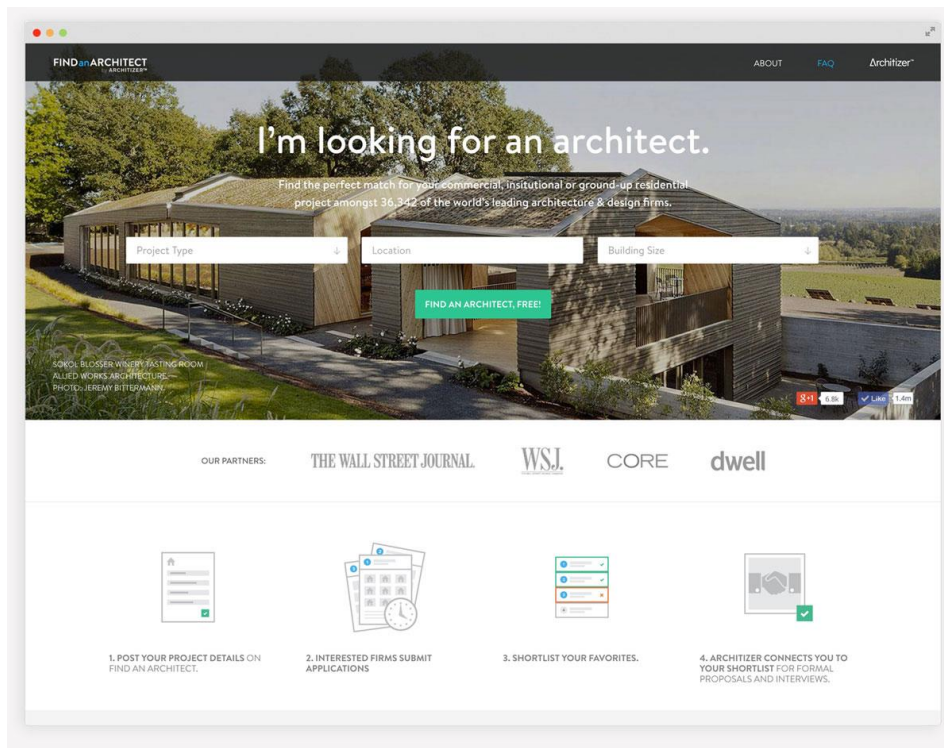 FINDanARCHITECT
by ARCHITIZER™
ABOUT
FAQ
Architizer™
I'm looking for an architect.
Find the perfect match for your commercial, insitutional or ground-up residential
project amongst 36,342 of the world's leading architecture & design firms.
Project Type
Location
Building Size
FIND AN ARCHITECT, FREE!
SOKOL BLOSSER WINERY TASTING ROOM |
ALLIED WORKS ARCHITECTURE.
PHOTO: JEREMY BITTERMANN.
g+1
6.8k
Like
1.4m
OUR PARTNERS:
THE WALL STREET JOURNAL.
WSJ.
CORE
dwell
1. POST YOUR PROJECT DETAILS ON
FIND AN ARCHITECT.
2. INTERESTED FIRMS SUBMIT
APPLICATIONS
3. SHORTLIST YOUR FAVORITES.
4. ARCHITIZER CONNECTS YOU TO
YOUR SHORTLIST FOR FORMAL
PROPOSALS AND INTERVIEWS.